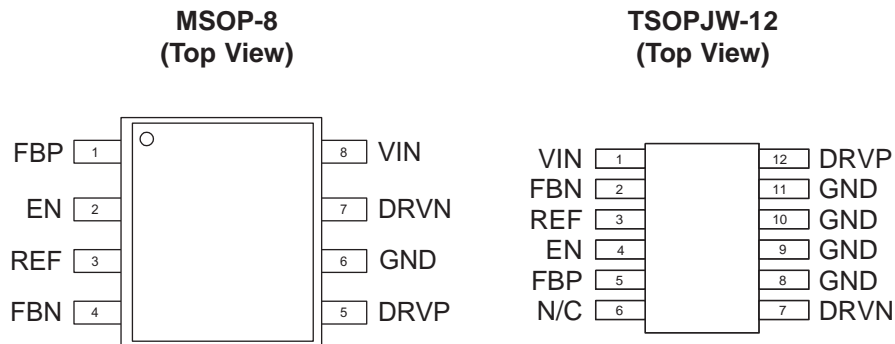 MSOP-8
(Top View)
FBP 1
EN 2
REF 3
FBN 4
8 VIN
7 DRVN
6 GND
5 DRVP
TSOPJW-12
(Top View)
VIN 1
FBN 2
REF 3
EN 4
FBP 5
N/C 6
12 DRVP
11 GND
10 GND
9 GND
8 GND
7 DRVN